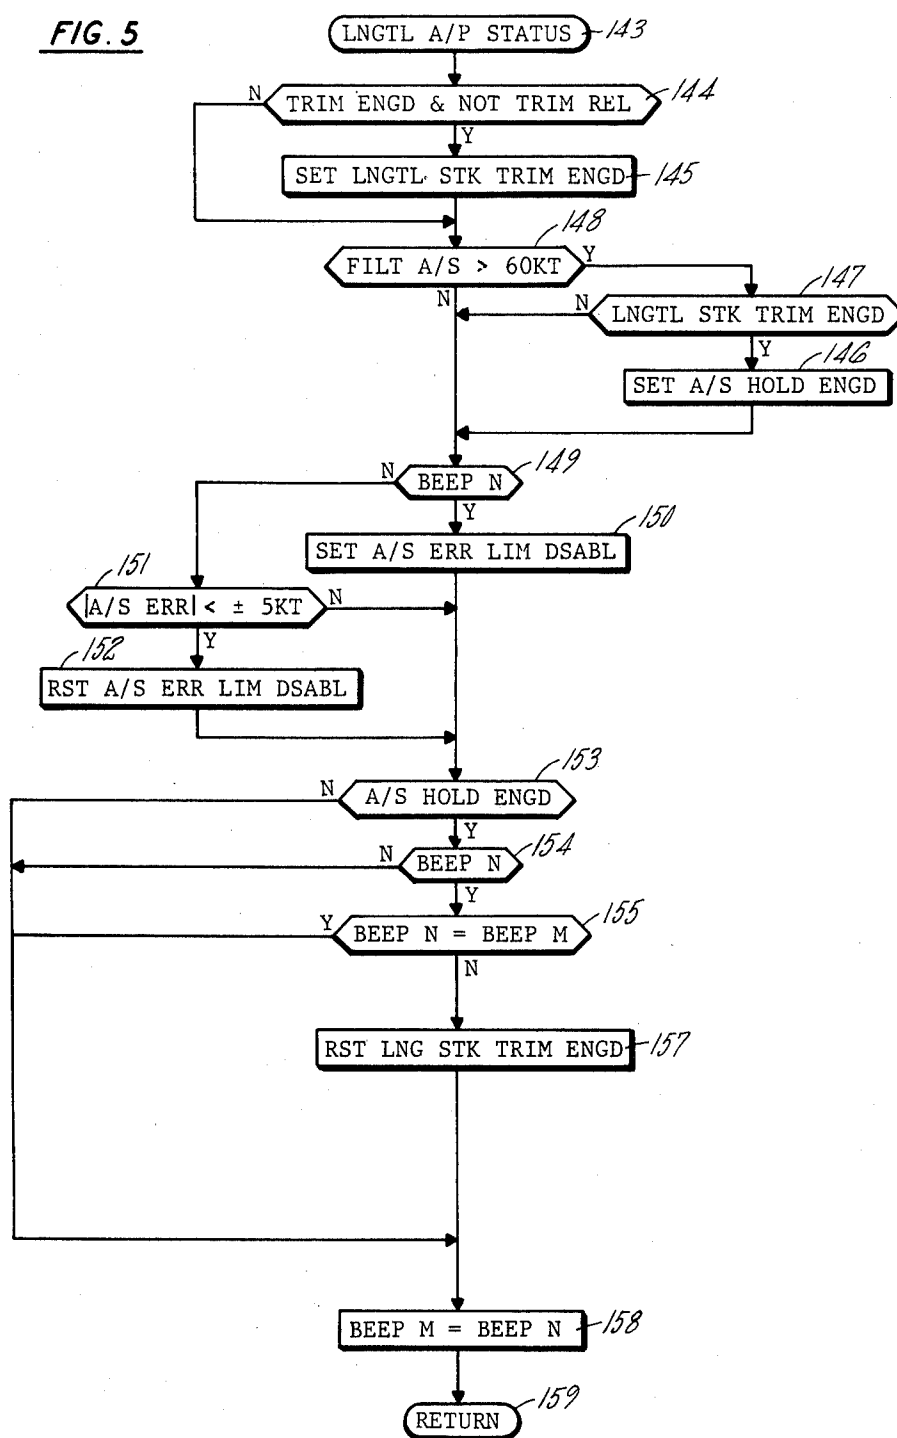 FIG. 5
LNGTL A/P STATUS 143
N TRIM ENGD & NOT TRIM REL 144
Y
SET LNGTL STK TRIM ENGD 145
148
FILT A/S > 60KT Y
N
147
N LNGTL STK TRIM ENGD
Y
146
SET A/S HOLD ENGD
149
N BEEP N
Y
150
SET A/S ERR LIM DSABL
151
|A/S ERR| < ± 5KT N
Y
152
RST A/S ERR LIM DSABL
153
N A/S HOLD ENGD
Y
N BEEP N 154
Y
Y BEEP N = BEEP M 155
N
RST LNG STK TRIM ENGD 157
BEEP M = BEEP N 158
RETURN 159